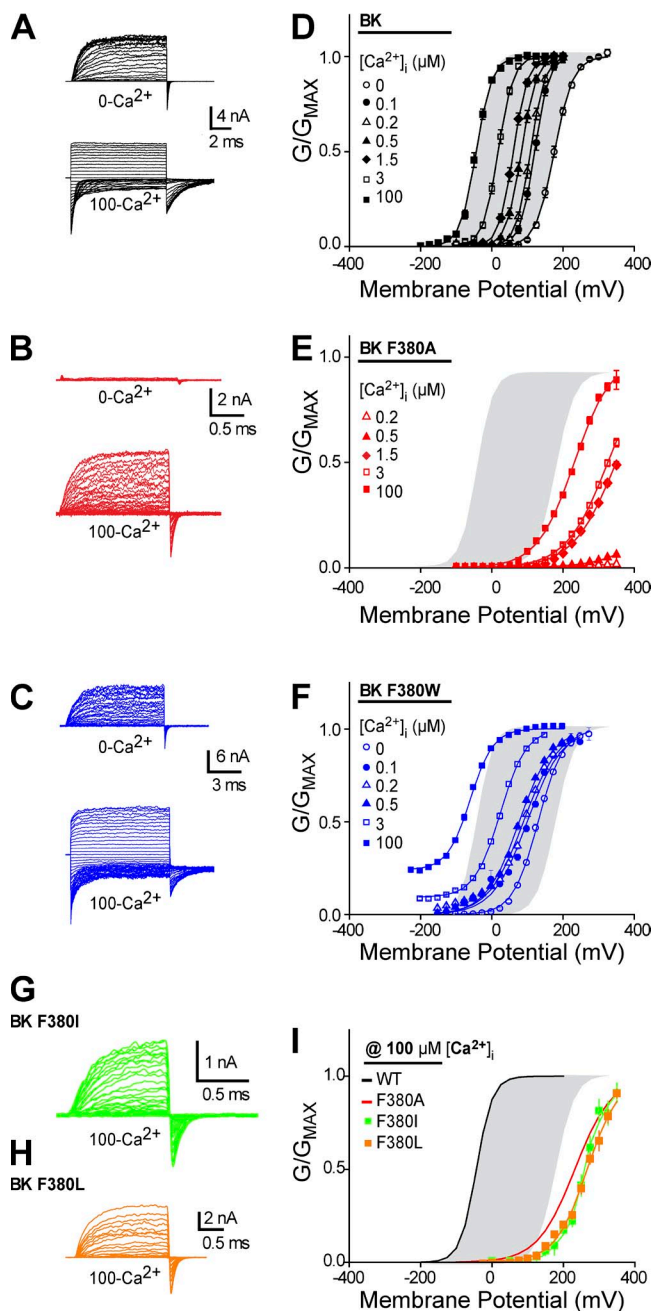 A
0-Ca2+
4 nA
2 ms
100-Ca2+
D
BK
[Ca2+]i (µM)
0
0.1
0.2
0.5
1.5
3
100
G/GMAX
1.0
0.5
0.0
-400
-200
0
200
400
Membrane Potential (mV)
B
0-Ca2+
2 nA
0.5 ms
100-Ca2+
E
BK F380A
[Ca2+]i (µM)
0.2
0.5
1.5
3
100
G/GMAX
1.0
0.5
0.0
-400
-200
0
200
400
Membrane Potential (mV)
C
0-Ca2+
6 nA
3 ms
100-Ca2+
F
BK F380W
[Ca2+]i (µM)
0
0.1
0.2
0.5
3
100
G/GMAX
1.0
0.5
0.0
-400
-200
0
200
400
Membrane Potential (mV)
G
BK F380I
1 nA
0.5 ms
100-Ca2+
H
BK F380L
2 nA
0.5 ms
100-Ca2+
I
@ 100 µM [Ca2+]i
WT
F380A
F380I
F380L
G/GMAX
1.0
0.5
0.0
-400
-200
0
200
400
Membrane Potential (mV)